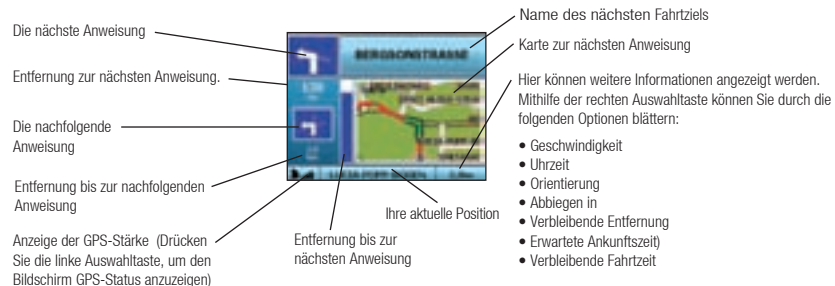 Die nächste Anweisung
Entfernung zur nächsten Anweisung.
Die nachfolgende
Anweisung
Entfernung bis zur nachfolgenden
Anweisung
Anzeige der GPS-Stärke (Drücken
Sie die linke Auswahltaste, um den
Bildschirm GPS-Status anzuzeigen)
BERGSONSTRASSE
Entfernung bis zur
nächsten Anweisung
Ihre aktuelle Position
Name des nächsten Fahrtziels
Karte zur nächsten Anweisung
Hier können weitere Informationen angezeigt werden.
Mithilfe der rechten Auswahltaste können Sie durch die
folgenden Optionen blättern:
• Geschwindigkeit
• Uhrzeit
• Orientierung
• Abbiegen in
• Verbleibende Entfernung
• Erwartete Ankunftszeit)
• Verbleibende Fahrtzeit